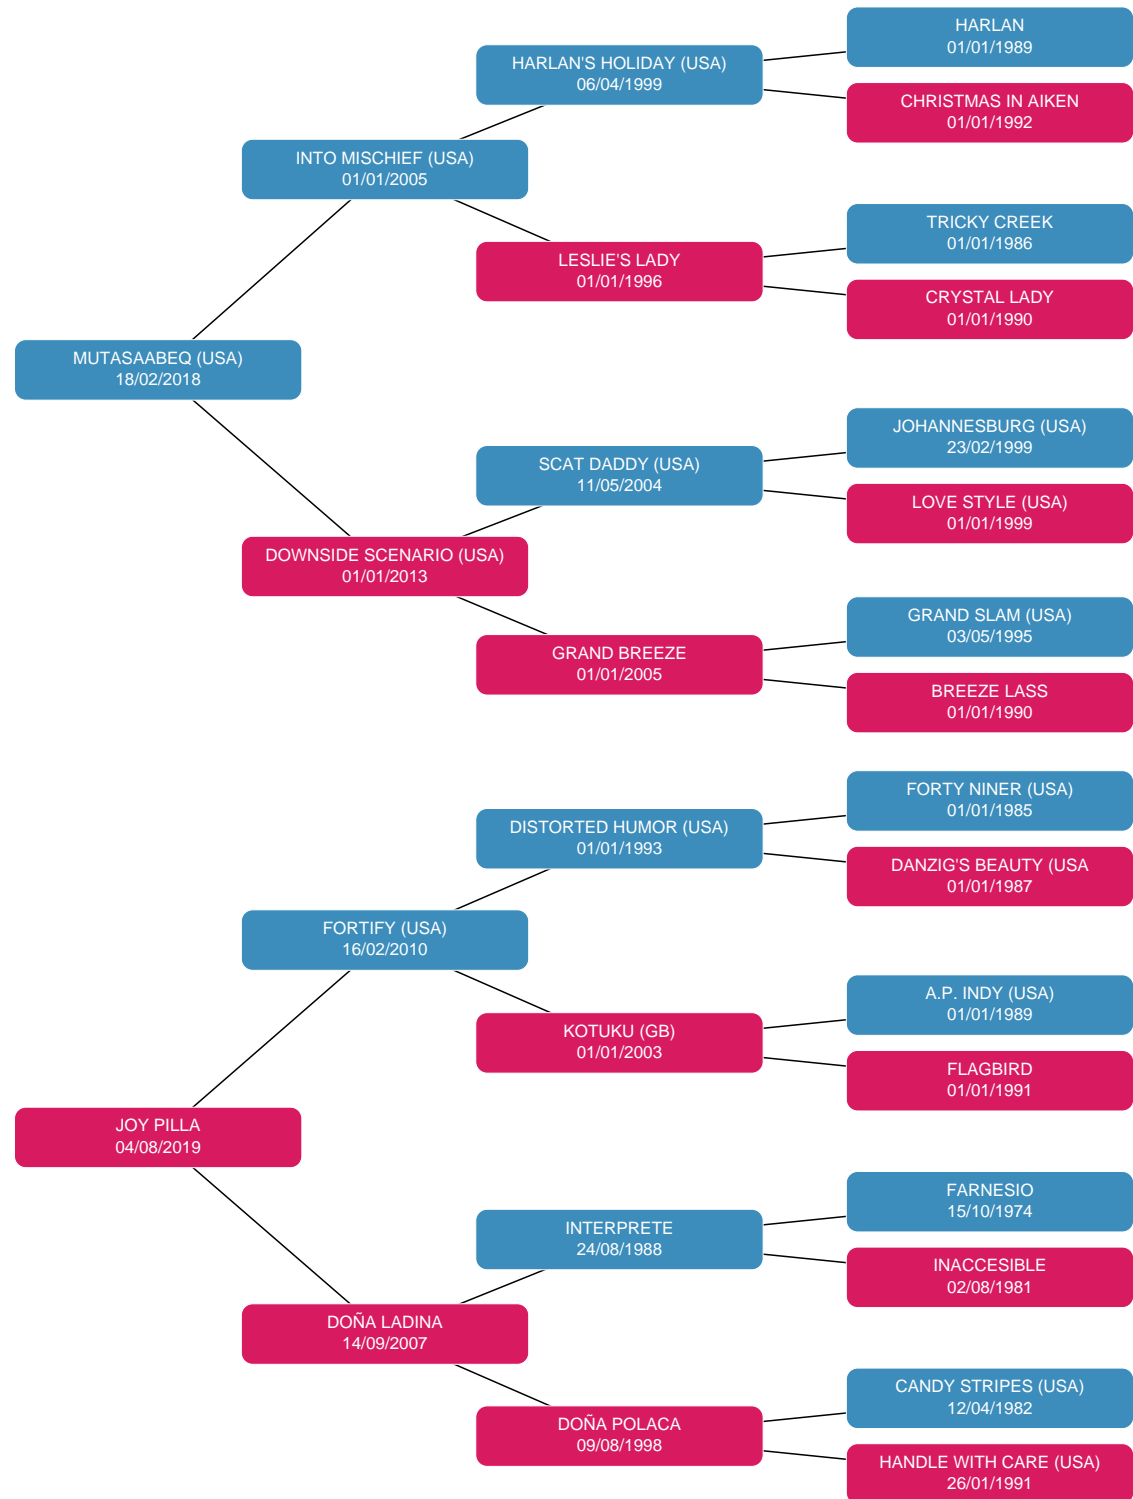 HARLAN
01/01/1989
HARLAN'S HOLIDAY (USA)
06/04/1999
CHRISTMAS IN AIKEN
01/01/1992
INTO MISCHIEF (USA)
01/01/2005
TRICKY CREEK
01/01/1986
LESLIE'S LADY
01/01/1996
CRYSTAL LADY
01/01/1990
MUTASAABEQ (USA)
18/02/2018
JOHANNESBURG (USA)
23/02/1999
SCAT DADDY (USA)
11/05/2004
LOVE STYLE (USA)
01/01/1999
DOWNSIDE SCENARIO (USA)
01/01/2013
GRAND SLAM (USA)
03/05/1995
GRAND BREEZE
01/01/2005
BREEZE LASS
01/01/1990
FORTY NINER (USA)
01/01/1985
DISTORTED HUMOR (USA)
01/01/1993
DANZIG'S BEAUTY (USA
01/01/1987
FORTIFY (USA)
16/02/2010
A.P. INDY (USA)
01/01/1989
KOTUKU (GB)
01/01/2003
FLAGBIRD
01/01/1991
JOY PILLA
04/08/2019
FARNESIO
15/10/1974
INTERPRETE
24/08/1988
INACCESIBLE
02/08/1981
DOÑA LADINA
14/09/2007
CANDY STRIPES (USA)
12/04/1982
DOÑA POLACA
09/08/1998
HANDLE WITH CARE (USA)
26/01/1991